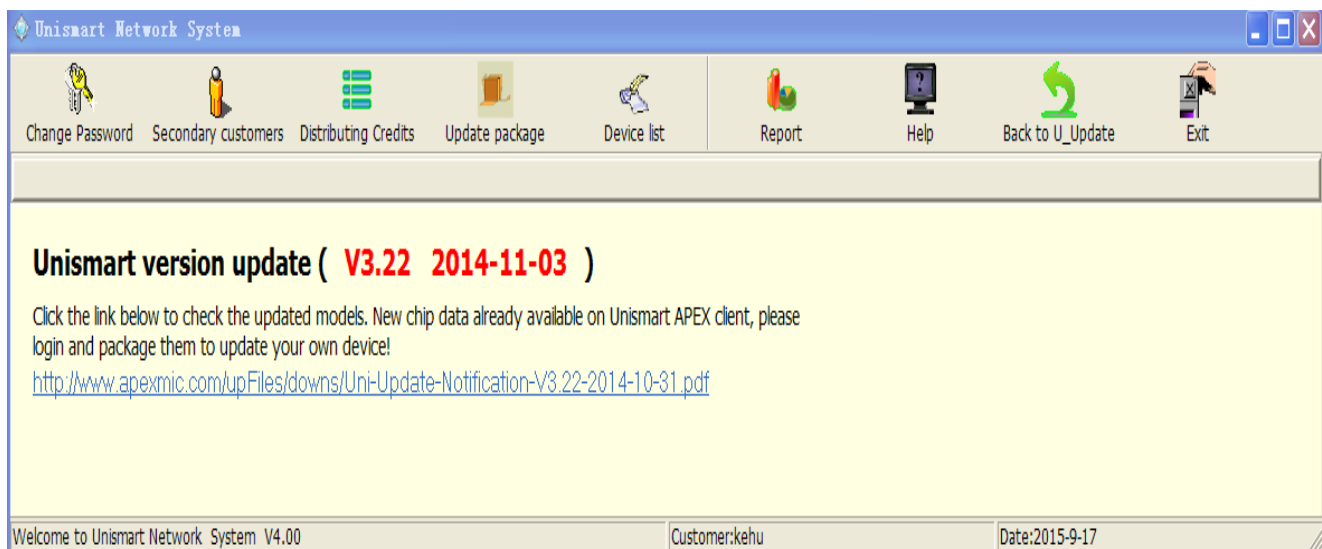 Unismart Network System
Change Password Secondary customers Distributing Credits Update package Device list Report Help Back to U_Update Exit
Unismart version update ( V3.22 2014-11-03 )
Click the link below to check the updated models. New chip data already available on Unismart APEX client, please
login and package them to update your own device!
http://www.apexmic.com/upFiles/downs/Uni-Update-Notification-V3.22-2014-10-31.pdf
Welcome to Unismart Network System V4.00 Customer:kehu Date:2015-9-17